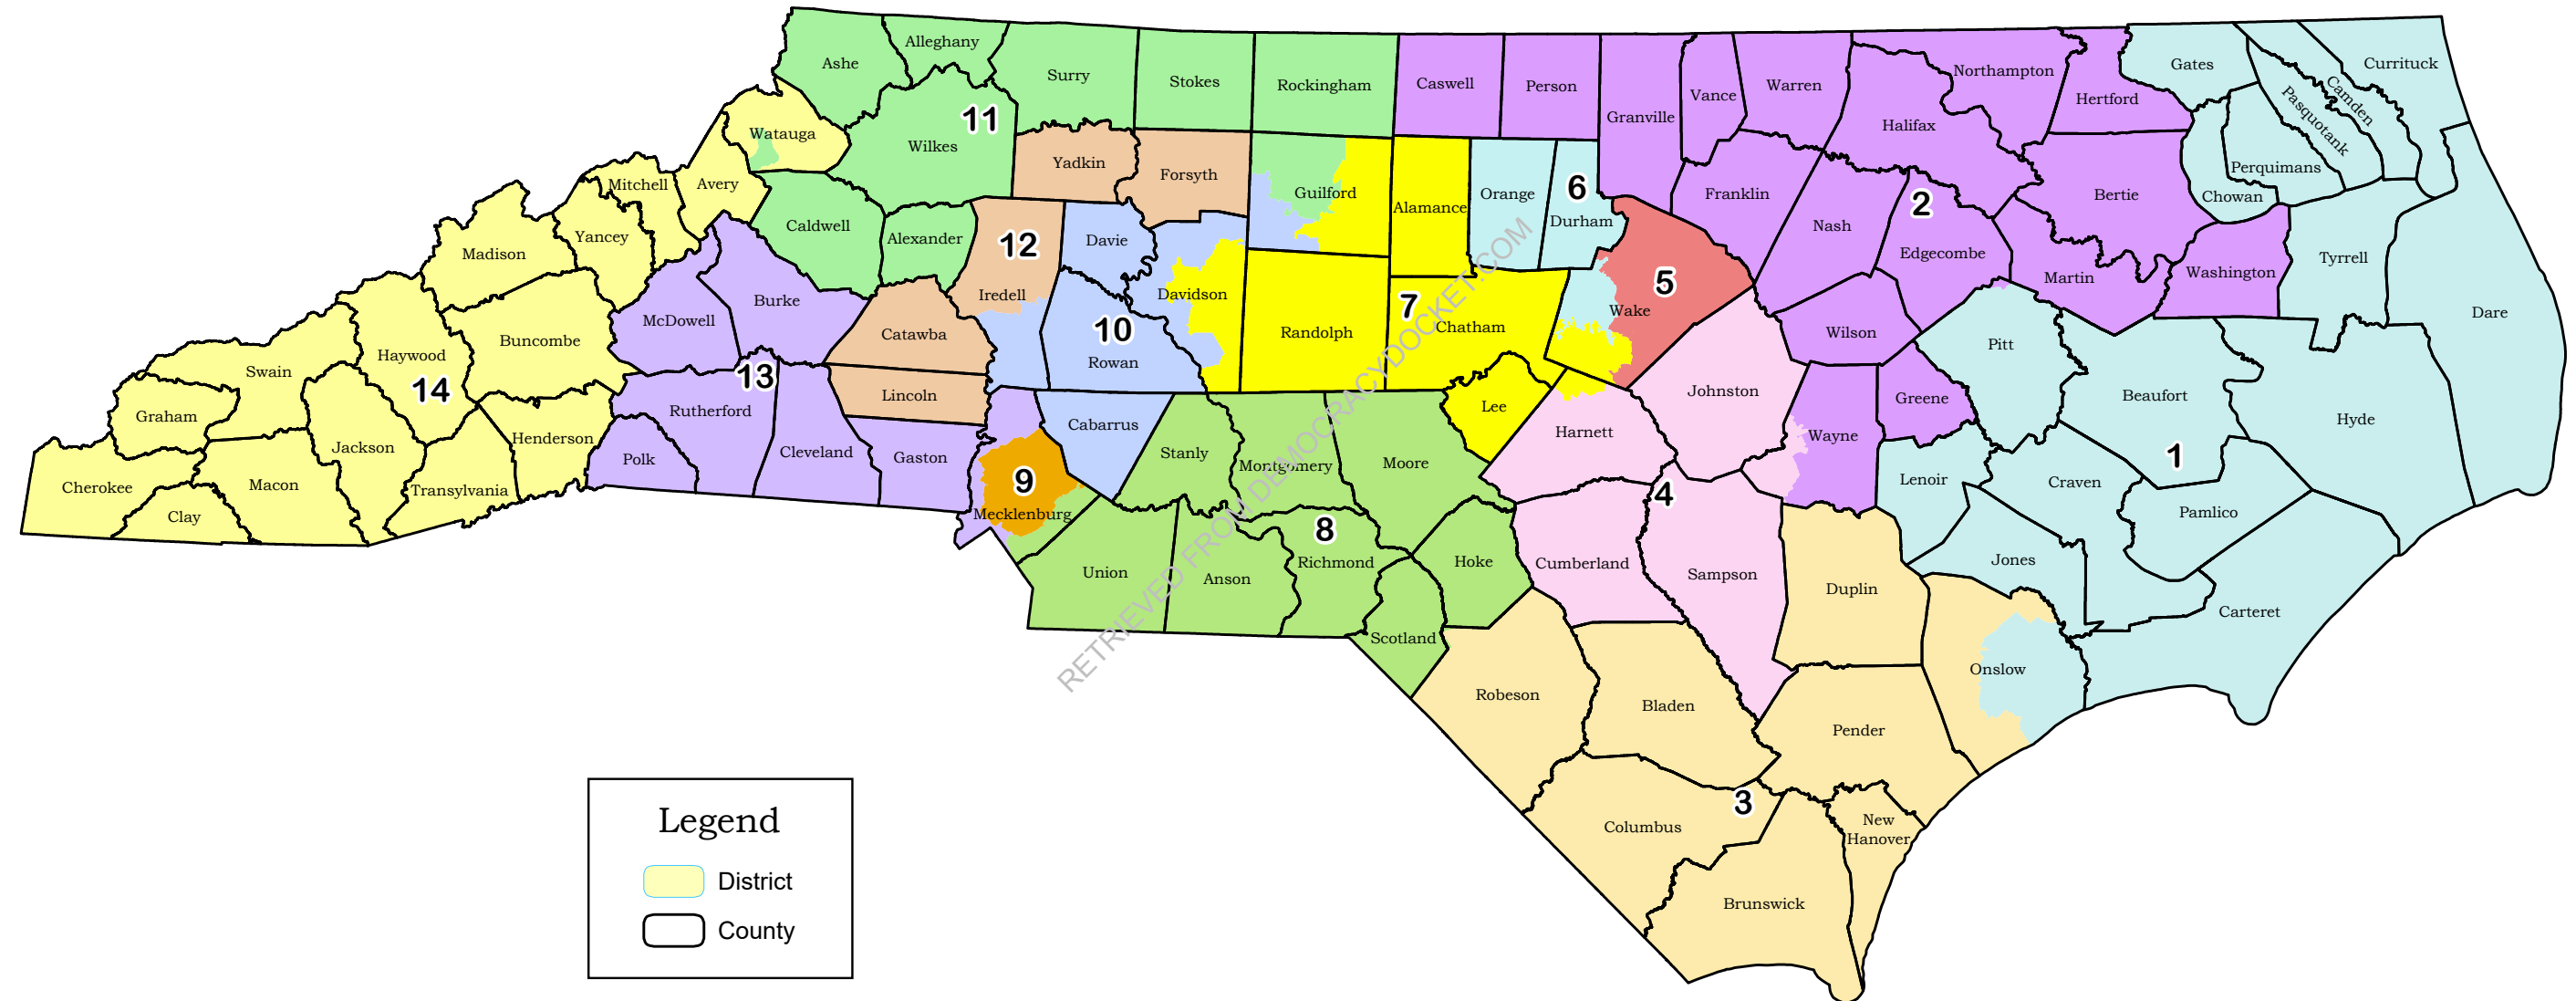 Ashe
Alleghany
Surry
Stokes
Rockingham
Caswell
Person
Granville
Vance
Warren
Northampton
Halifax
Hertford
Gates
Camden
Pasquotank
Currituck
Perquimans
Chowan
Bertie
Watauga
Wilkes
11
Yadkin
Forsyth
Guilford
Alamance
Orange
6
Durham
Franklin
Nash
2
Edgecombe
Martin
Washington
Tyrrell
Dare
Mitchell
Avery
Yancey
Madison
Caldwell
Alexander
12
Iredell
Davie
Davidson
10
Rowan
Randolph
7
Chatham
5
Wake
Wilson
Pitt
Beaufort
Hyde
Buncombe
McDowell
Burke
Catawba
Lincoln
Haywood
14
Swain
Graham
Jackson
Henderson
Transylvania
Cherokee
Macon
Clay
13
Rutherford
Polk
Cleveland
Gaston
9
Mecklenburg
Cabarrus
Stanly
Montgomery
Moore
Lee
Harnett
Johnston
Wayne
Greene
Lenoir
Craven
1
Pamlico
Jones
Carteret
Union
Anson
8
Richmond
Hoke
Scotland
Cumberland
4
Sampson
Duplin
Onslow
Robeson
Bladen
Pender
3
Columbus
New
Hanover
Brunswick
RETRIEVED FROM DEMOCRACYDOCKET.COM
Legend
District
County